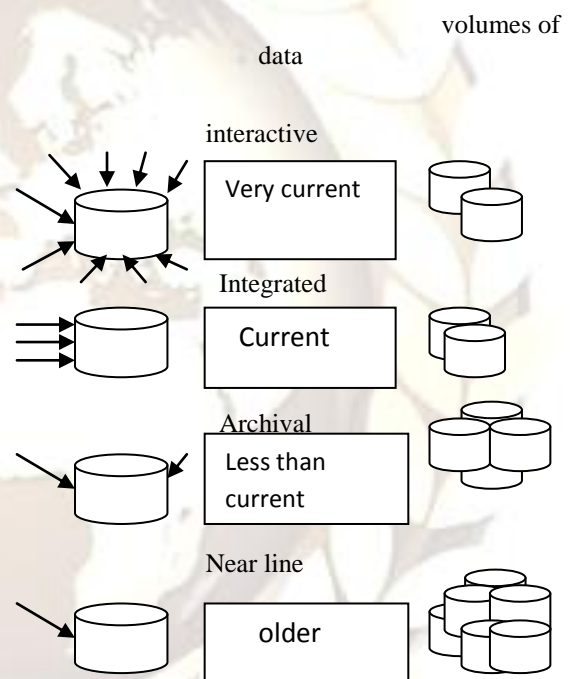 volumes of
data
interactive
Very current
Integrated
Current
Archival
Less than
current
Near line
older